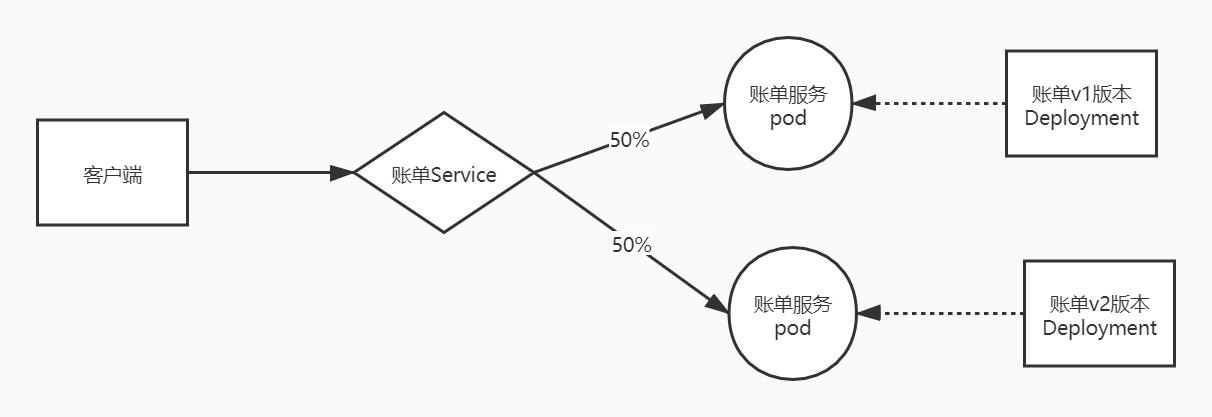 客户端
账单Service
50%
50%
账单服务
pod
账单服务
pod
账单v1版本
Deployment
账单v2版本
Deployment